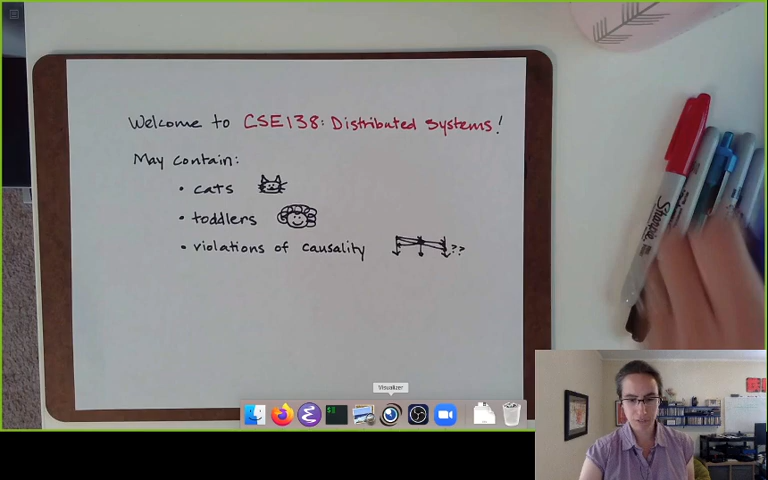 Welcome to CSE138: Distributed Systems!
May contain:
• cats
• toddlers
• violations of causality ??
Sharpie
Visualizer